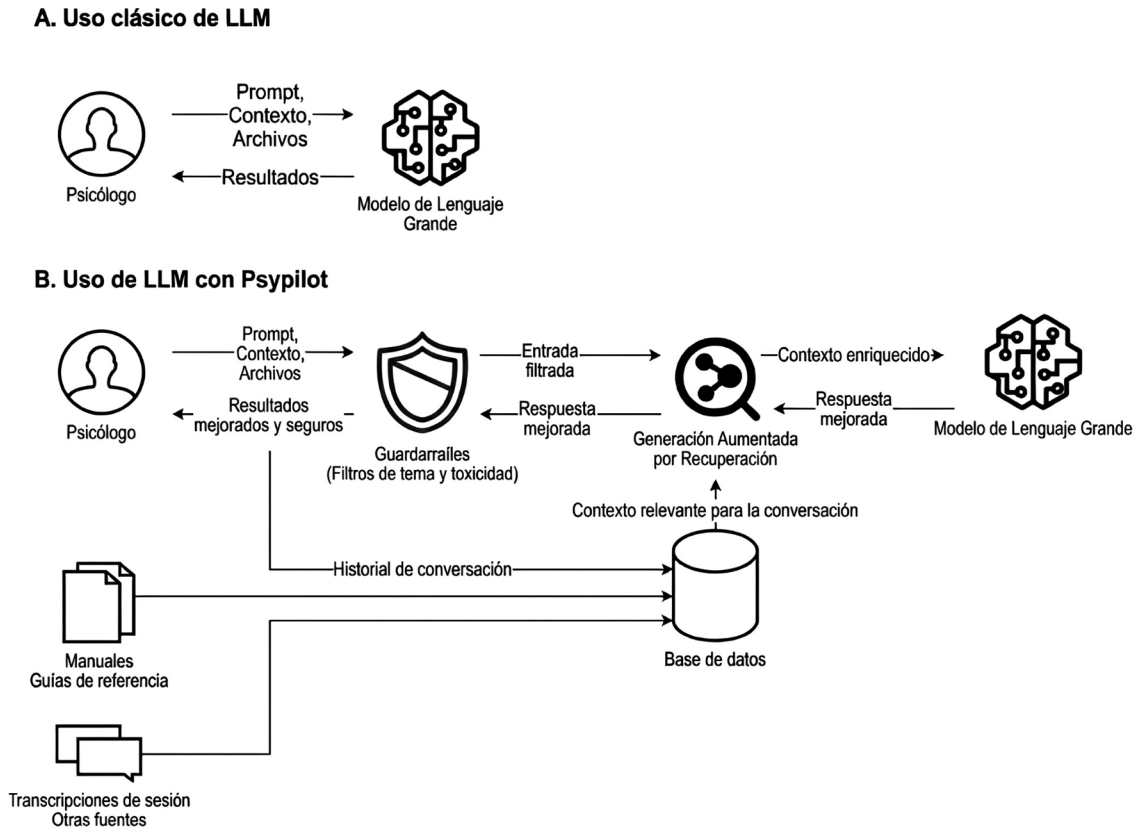 A. Uso clásico de LLM
Prompt,
Contexto,
Archivos
Resultados
Psicólogo
Modelo de Lenguaje
Grande
B. Uso de LLM con Psypilot
Prompt,
Contexto,
Archivos
Resultados
mejorados y seguros
Psicólogo
Entrada
filtrada
Respuesta
mejorada
Guardarraíles
(Filtros de tema y toxicidad)
Contexto enriquecido
Respuesta
mejorada
Generación Aumentada
por Recuperación
Modelo de Lenguaje Grande
Contexto relevante para la conversación
Historial de conversación
Base de datos
Manuales
Guías de referencia
Transcripciones de sesión
Otras fuentes